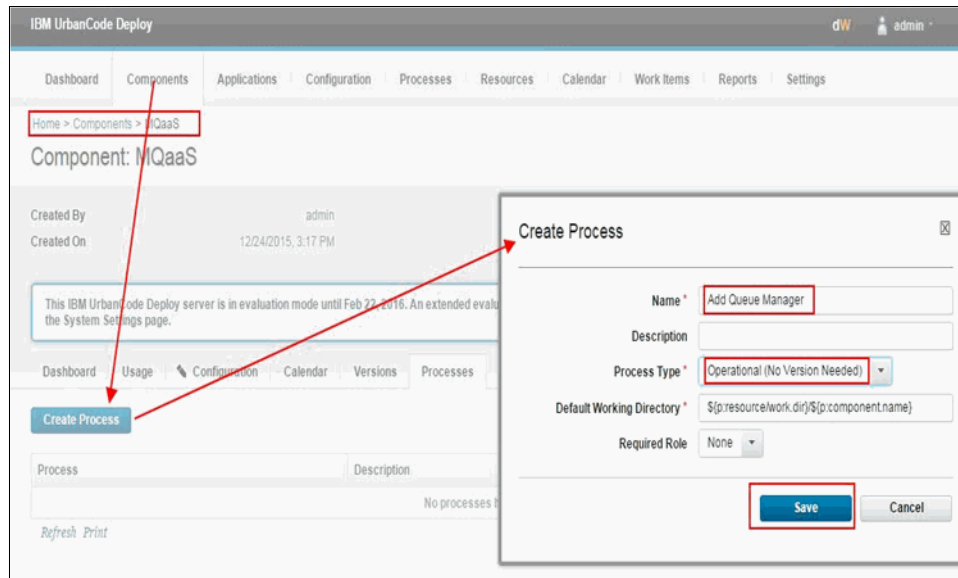 IBM UrbanCode Deploy
dW admin
Dashboard Components Applications Configuration Processes Resources Calendar Work Items Reports Settings
Home > Components > MQaaS
Component: MQaaS
Created By admin
Created On 12/24/2015, 3:17 PM
This IBM UrbanCode Deploy server is in evaluation mode until Feb 22, 2016. An extended evalu
the System Settings page.
Dashboard Usage Configuration Calendar Versions Processes
Create Process
Process Description
No processes
Refresh Print
Create Process
Name * Add Queue Manager
Description
Process Type * Operational (No Version Needed)
Default Working Directory * ${p:resource/work.dir}/${p:component.name}
Required Role None
Save Cancel